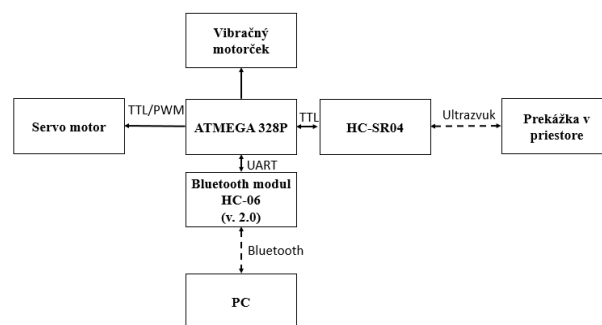 Vibračný
motorček
TTL/PWM
Servo motor
ATMEGA 328P
TTL
HC-SR04
Ultrazvuk
Prekážka v
priestore
UART
Bluetooth modul
HC-06
(v. 2.0)
Bluetooth
PC